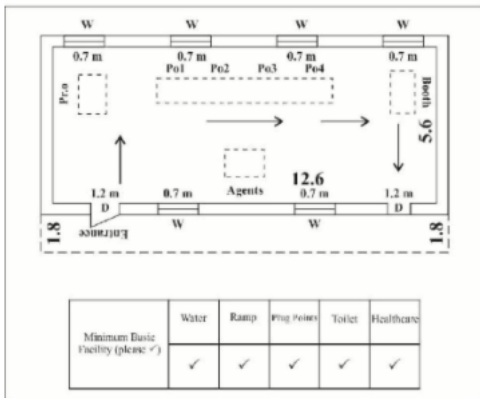 W W W W
0.7 m 0.7 m 0.7 m 0.7 m
Po1 Po2 Po3 Po4
Pr.o
Booth
5.6
12.6
Agents
1.2 m 0.7 m 0.7 m 1.2 m
D D
W W
Entrance
1.8 1.8
Water Ramp Plug Points Toilet Healthcare
Minimum Basic
Facility (please ✓)
✓ ✓ ✓ ✓ ✓